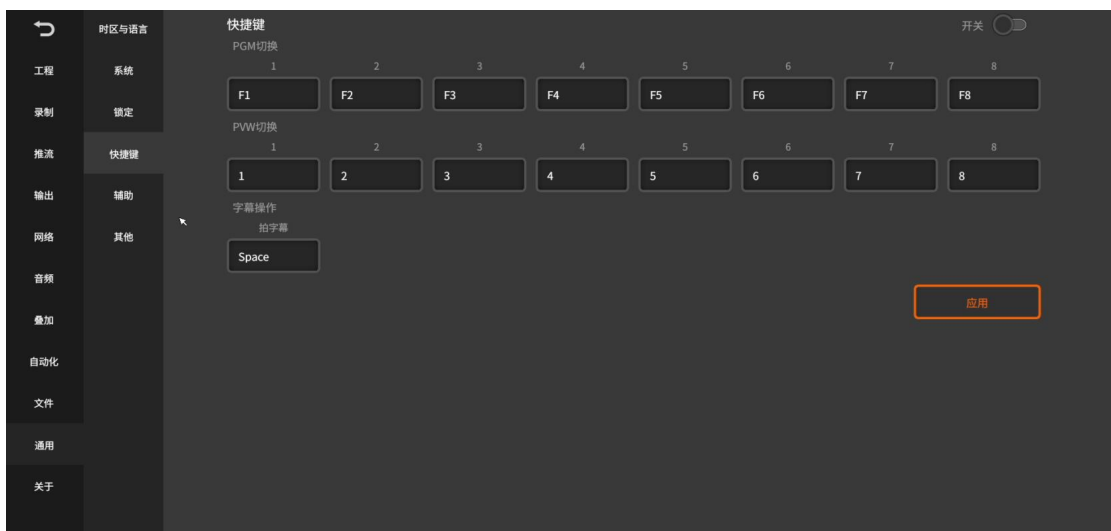 工程
录制
推流
输出
网络
音频
叠加
自动化
文件
通用
关于
时区与语言
系统
锁定
快捷键
辅助
其他
快捷键 开关
PGM切换
1 2 3 4 5 6 7 8
F1 F2 F3 F4 F5 F6 F7 F8
PVW切换
1 2 3 4 5 6 7 8
1 2 3 4 5 6 7 8
字幕操作
拍字幕
Space
应用